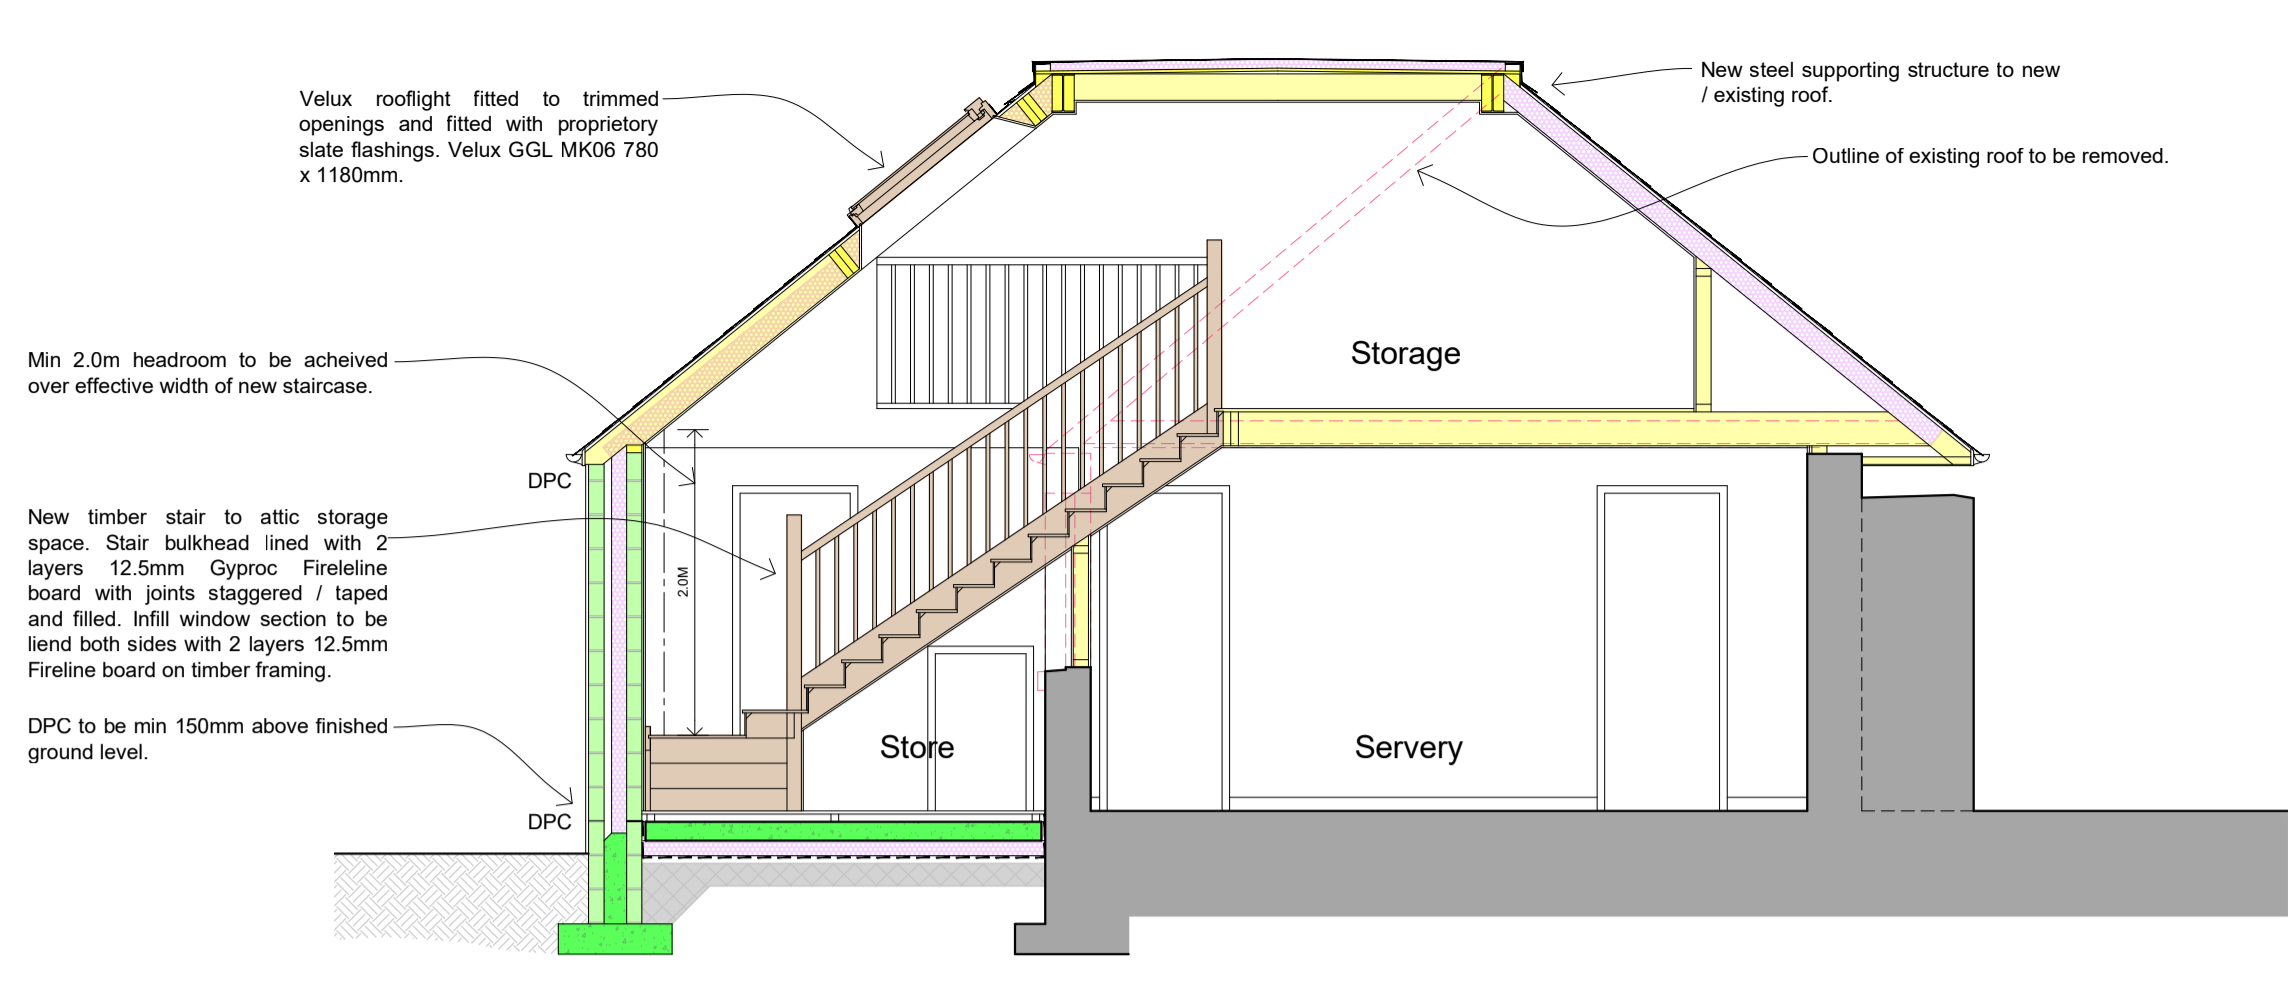 Velux rooflight fitted to trimmed
openings and fitted with proprietory
slate flashings. Velux GGL MK06 780
x 1180mm.
New steel supporting structure to new
/ existing roof.
Outline of existing roof to be removed.
Min 2.0m headroom to be acheived
over effective width of new staircase.
Storage
DPC
New timber stair to attic storage
space. Stair bulkhead lined with 2
layers 12.5mm Gyproc Fireleline
board with joints staggered / taped
and filled. Infill window section to be
liend both sides with 2 layers 12.5mm
Fireline board on timber framing.
2.0M
DPC to be min 150mm above finished
ground level.
Store
Servery
DPC